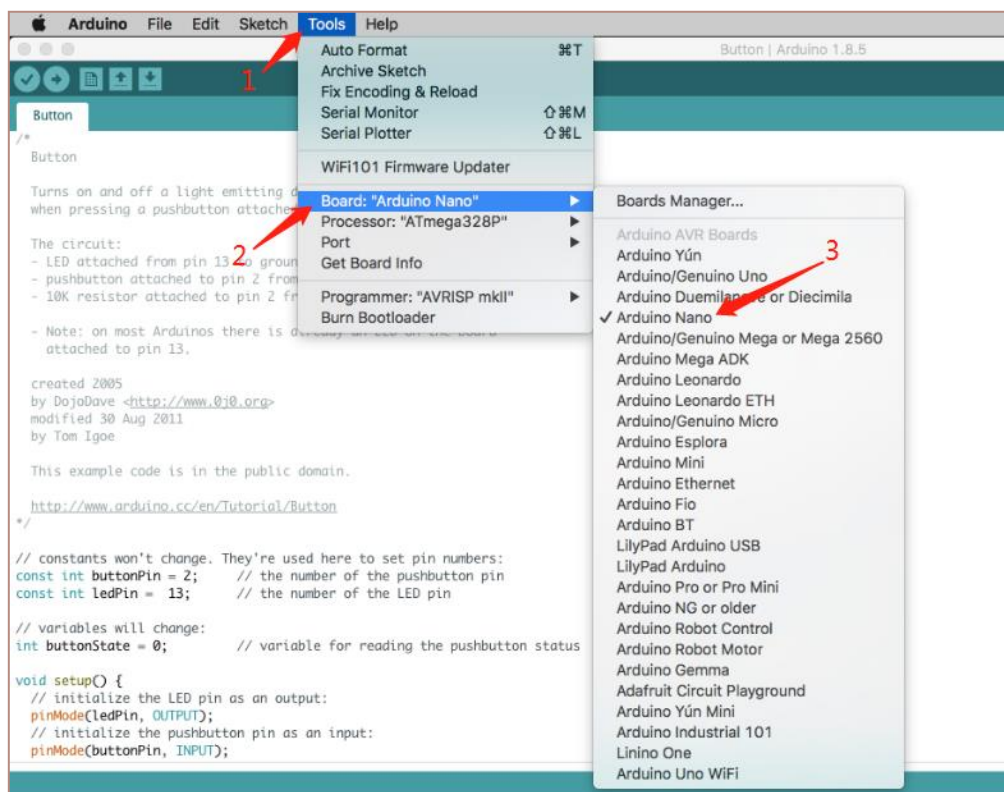 Arduino File Edit Sketch Tools Help
Button | Arduino 1.8.5
1
Button
Auto Format ⌘T
Archive Sketch
Fix Encoding & Reload
Serial Monitor ⇧⌘M
Serial Plotter ⇧⌘L
WiFi101 Firmware Updater
Board: "Arduino Nano"
Processor: "ATmega328P"
Port
Get Board Info
Programmer: "AVRISP mkII"
Burn Bootloader
2
Boards Manager...
Arduino AVR Boards
Arduino Yún
Arduino/Genuino Uno
Arduino Duemilanove or Diecimila
✓ Arduino Nano
Arduino/Genuino Mega or Mega 2560
Arduino Mega ADK
Arduino Leonardo
Arduino Leonardo ETH
Arduino/Genuino Micro
Arduino Esplora
Arduino Mini
Arduino Ethernet
Arduino Fio
Arduino BT
LilyPad Arduino USB
LilyPad Arduino
Arduino Pro or Pro Mini
Arduino NG or older
Arduino Robot Control
Arduino Robot Motor
Arduino Gemma
Adafruit Circuit Playground
Arduino Yún Mini
Arduino Industrial 101
Linino One
Arduino Uno WiFi
3
/*
Button
Turns on and off a light emitting
when pressing a pushbutton
The circuit:
- LED attached from pin 13 to
- pushbutton attached to pin 2 from
- 10K resistor attached to pin 2
- Note: on most Arduinos there is on the board
attached to pin 13.
created 2005
by DojoDave <http://www.0j0.org>
modified 30 Aug 2011
by Tom Igoe
This example code is in the public domain.
http://www.arduino.cc/en/Tutorial/Button
*/
// constants won't change. They're used here to set pin numbers:
const int buttonPin = 2; // the number of the pushbutton pin
const int ledPin = 13; // the number of the LED pin
// variables will change:
int buttonState = 0; // variable for reading the pushbutton status
void setup() {
// initialize the LED pin as an output:
pinMode(ledPin, OUTPUT);
// initialize the pushbutton pin as an input:
pinMode(buttonPin, INPUT);